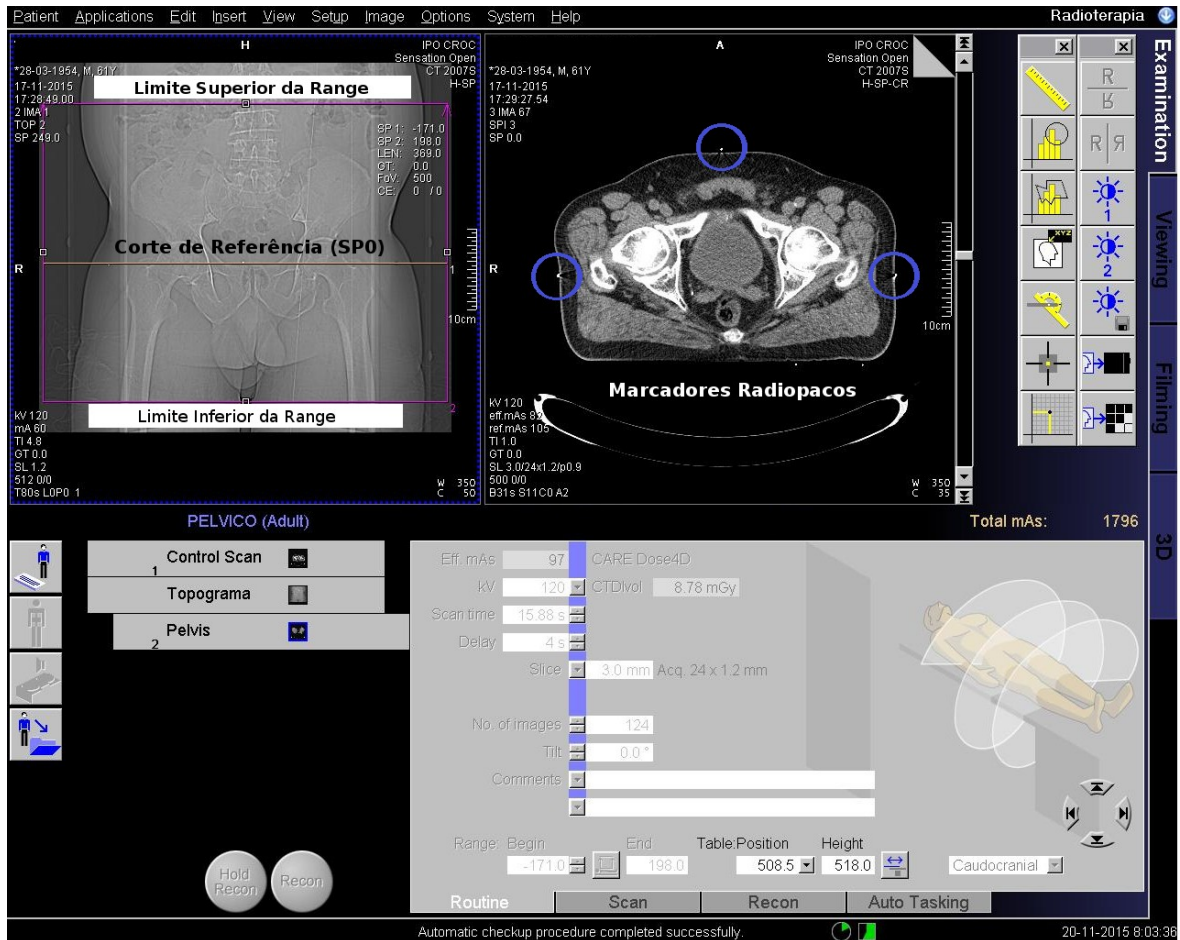 Patient Applications Edit Insert View Setup Image Options System Help
Radioterapia
H
IPO CROC
Sensation Open
CT 2007S
H-SP
*28-03-1954, M, 61Y
17-11-2015
17:28:49.00
2 IMA 1
TOP 2
SP 249.0
Limite Superior da Range
SP 1: -171.0
SP 2: 198.0
LEN: 369.0
GT: 0.0
FoV: 500
CE: 0 / 0
Corte de Referência (SP0)
R
1
10cm
Limite Inferior da Range
2
kV 120
mA 60
TI 4.8
GT 0.0
SL 1.2
512 0/0
T80s L0P0 1
W 350
C 50
A
IPO CROC
Sensation Open
CT 2007S
H-SP-CR
*28-03-1954, M, 61Y
17-11-2015
17:29:27.54
3 IMA 67
SPI 3
SP 0.0
R
10cm
Marcadores Radiopacos
kV 120
eff.mAs 82
ref.mAs 105
TI 1.0
GT 0.0
SL 3.0/24x1.2/p0.9
500 0/0
B31s S11C0 A2
W 350
C 35
R
R
R R
XYZ
1
2
Examination
Viewing
Filming
3D
PELVICO (Adult)
Total mAs: 1796
Control Scan
1
Topograma
Pelvis
2
Hold
Recon
Recon
Eff. mAs 97 CARE Dose4D
kV 120 CTDIvol 8.78 mGy
Scan time 15.88 s
Delay 4 s
Slice 3.0 mm Acq. 24 x 1.2 mm
No. of images 124
Tilt 0.0 °
Comments
Range: Begin End Table:Position Height
-171.0 198.0 508.5 518.0 Caudocranial
Routine Scan Recon Auto Tasking
Automatic checkup procedure completed successfully.
20-11-2015 8:03:36